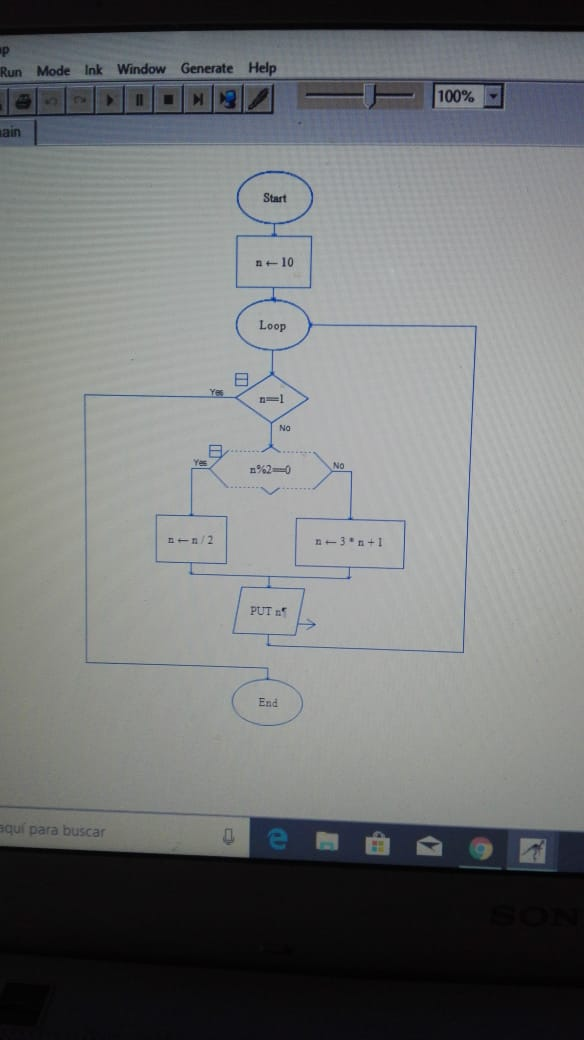 p
Run Mode Ink Window Generate Help
100%
ain
Start
n ← 10
Loop
Yes
n==1
No
Yes
n%2==0
No
n ← n / 2
n ← 3 * n + 1
PUT n¶
End
aquí para buscar
SON